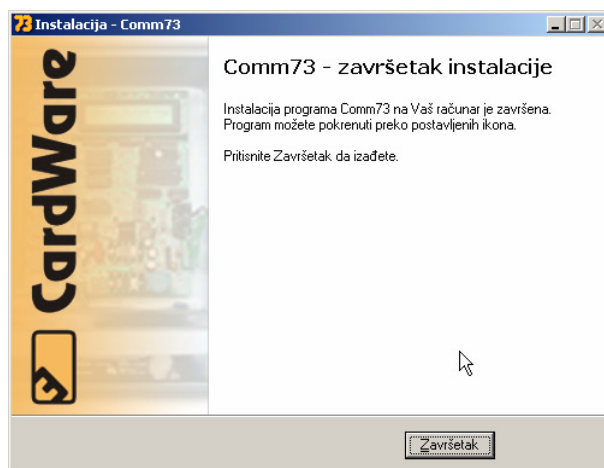 73 Instalacija - Comm73
CardWare
Comm73 - završetak instalacije
Instalacija programa Comm73 na Vaš računar je završena.
Program možete pokrenuti preko postavljenih ikona.
Pritisnite Završetak da izađete.
Završetak